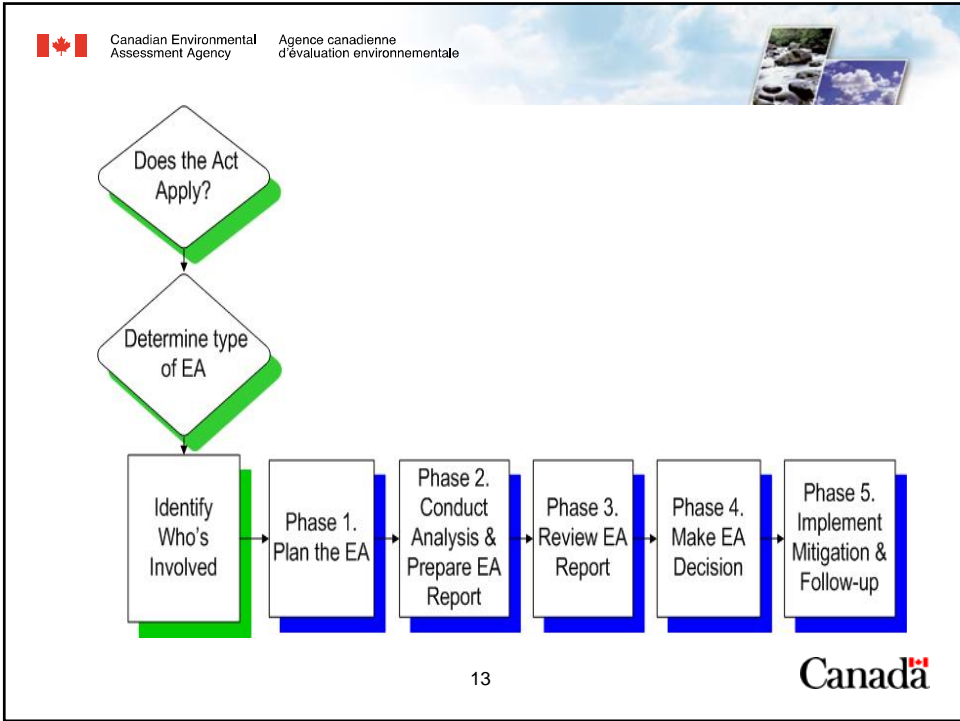 Canadian Environmental
Assessment Agency
Agence canadienne
d'évaluation environnementale
Does the Act
Apply?
Determine type
of EA
Identify
Who's
Involved
Phase 1.
Plan the EA
Phase 2.
Conduct
Analysis &
Prepare EA
Report
Phase 3.
Review EA
Report
Phase 4.
Make EA
Decision
Phase 5.
Implement
Mitigation &
Follow-up
13
Canada